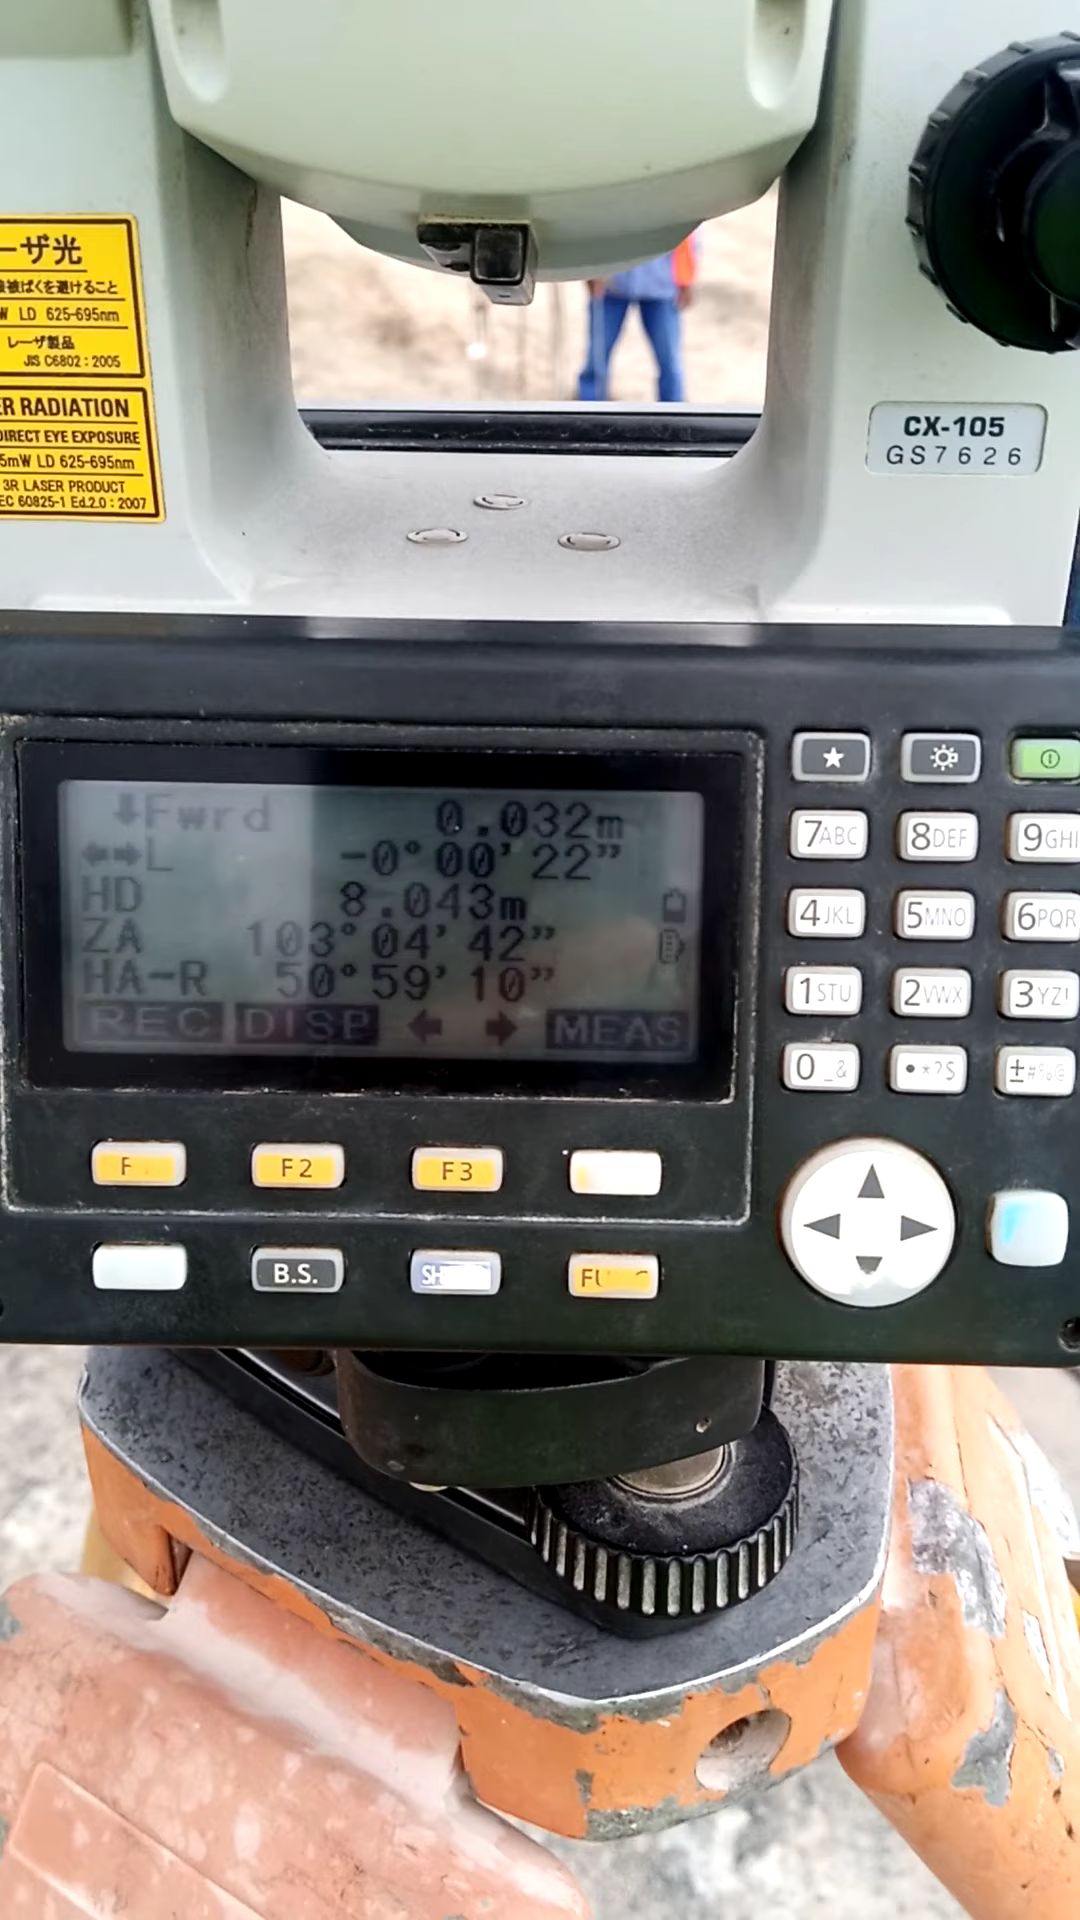 ーザ光
被ばくを避けること
W LD 625-695nm
レーザ製品
JIS C6802:2005
ER RADIATION
DIRECT EYE EXPOSURE
5mW LD 625-695nm
3R LASER PRODUCT
EC 60825-1 Ed.2.0:2007
CX-105
GS7626
↓Fwrd 0.032m
←→L -0°00'22"
HD 8.043m
ZA 103°04'42"
HA-R 50°59'10"
REC DISP ← → MEAS
7ABC 8DEF 9GHI
4JKL 5MNO 6PQR
1STU 2VWX 3YZ!
0_& •*?$ ±#%@
F F2 F3
B.S. SH FU